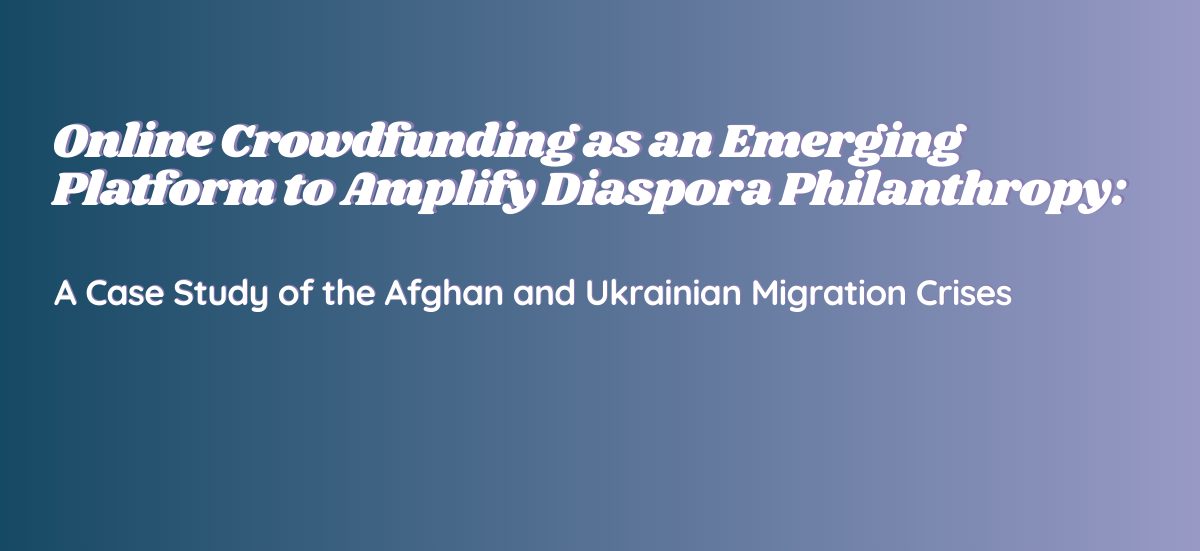 Online Crowdfunding as an Emerging
Platform to Amplify Diaspora Philanthropy:
A Case Study of the Afghan and Ukrainian Migration Crises